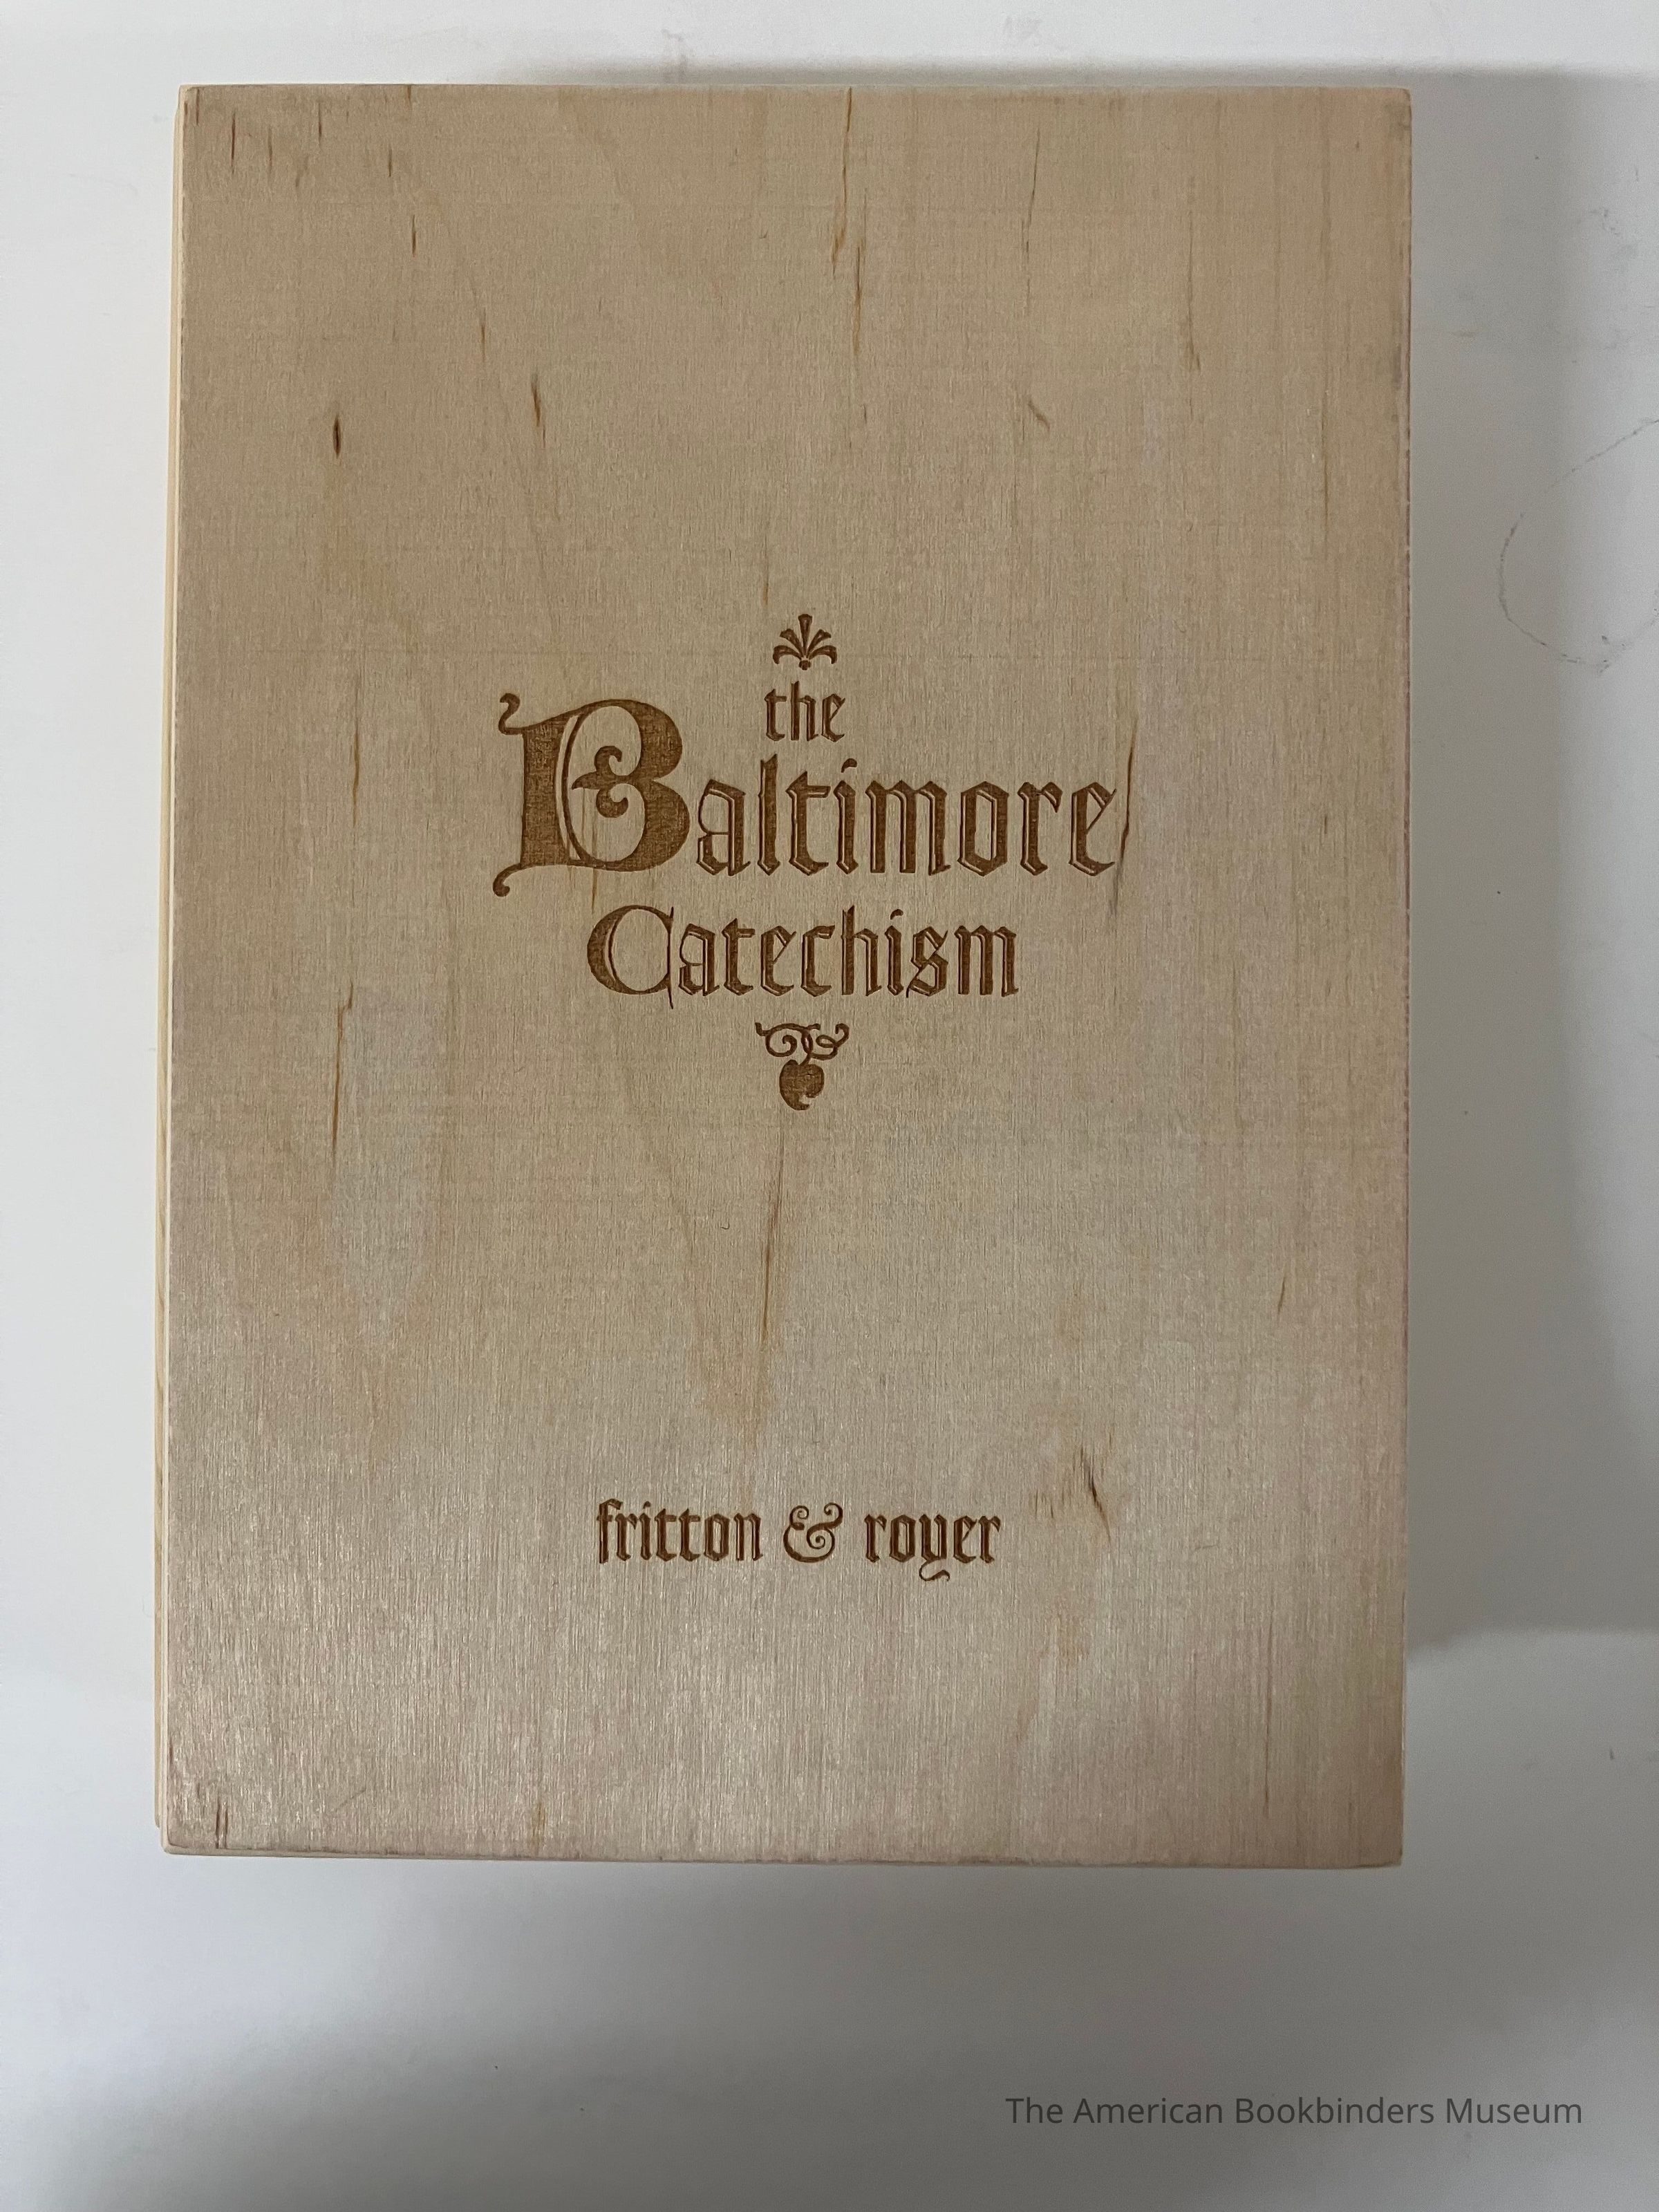 the
Baltimore
Catechism
fritton & royer
The American Bookbinders Museum